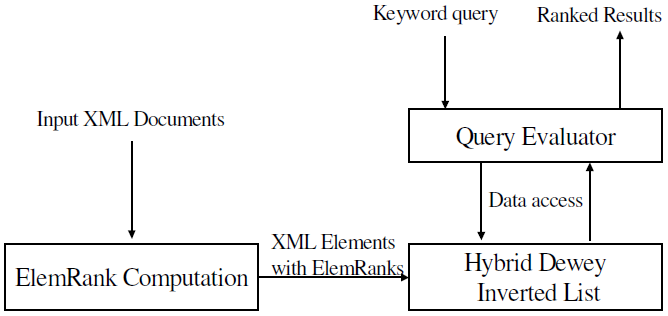 Keyword query
Ranked Results
Input XML Documents
Query Evaluator
Data access
XML Elements
with ElemRanks
ElemRank Computation
Hybrid Dewey
Inverted List